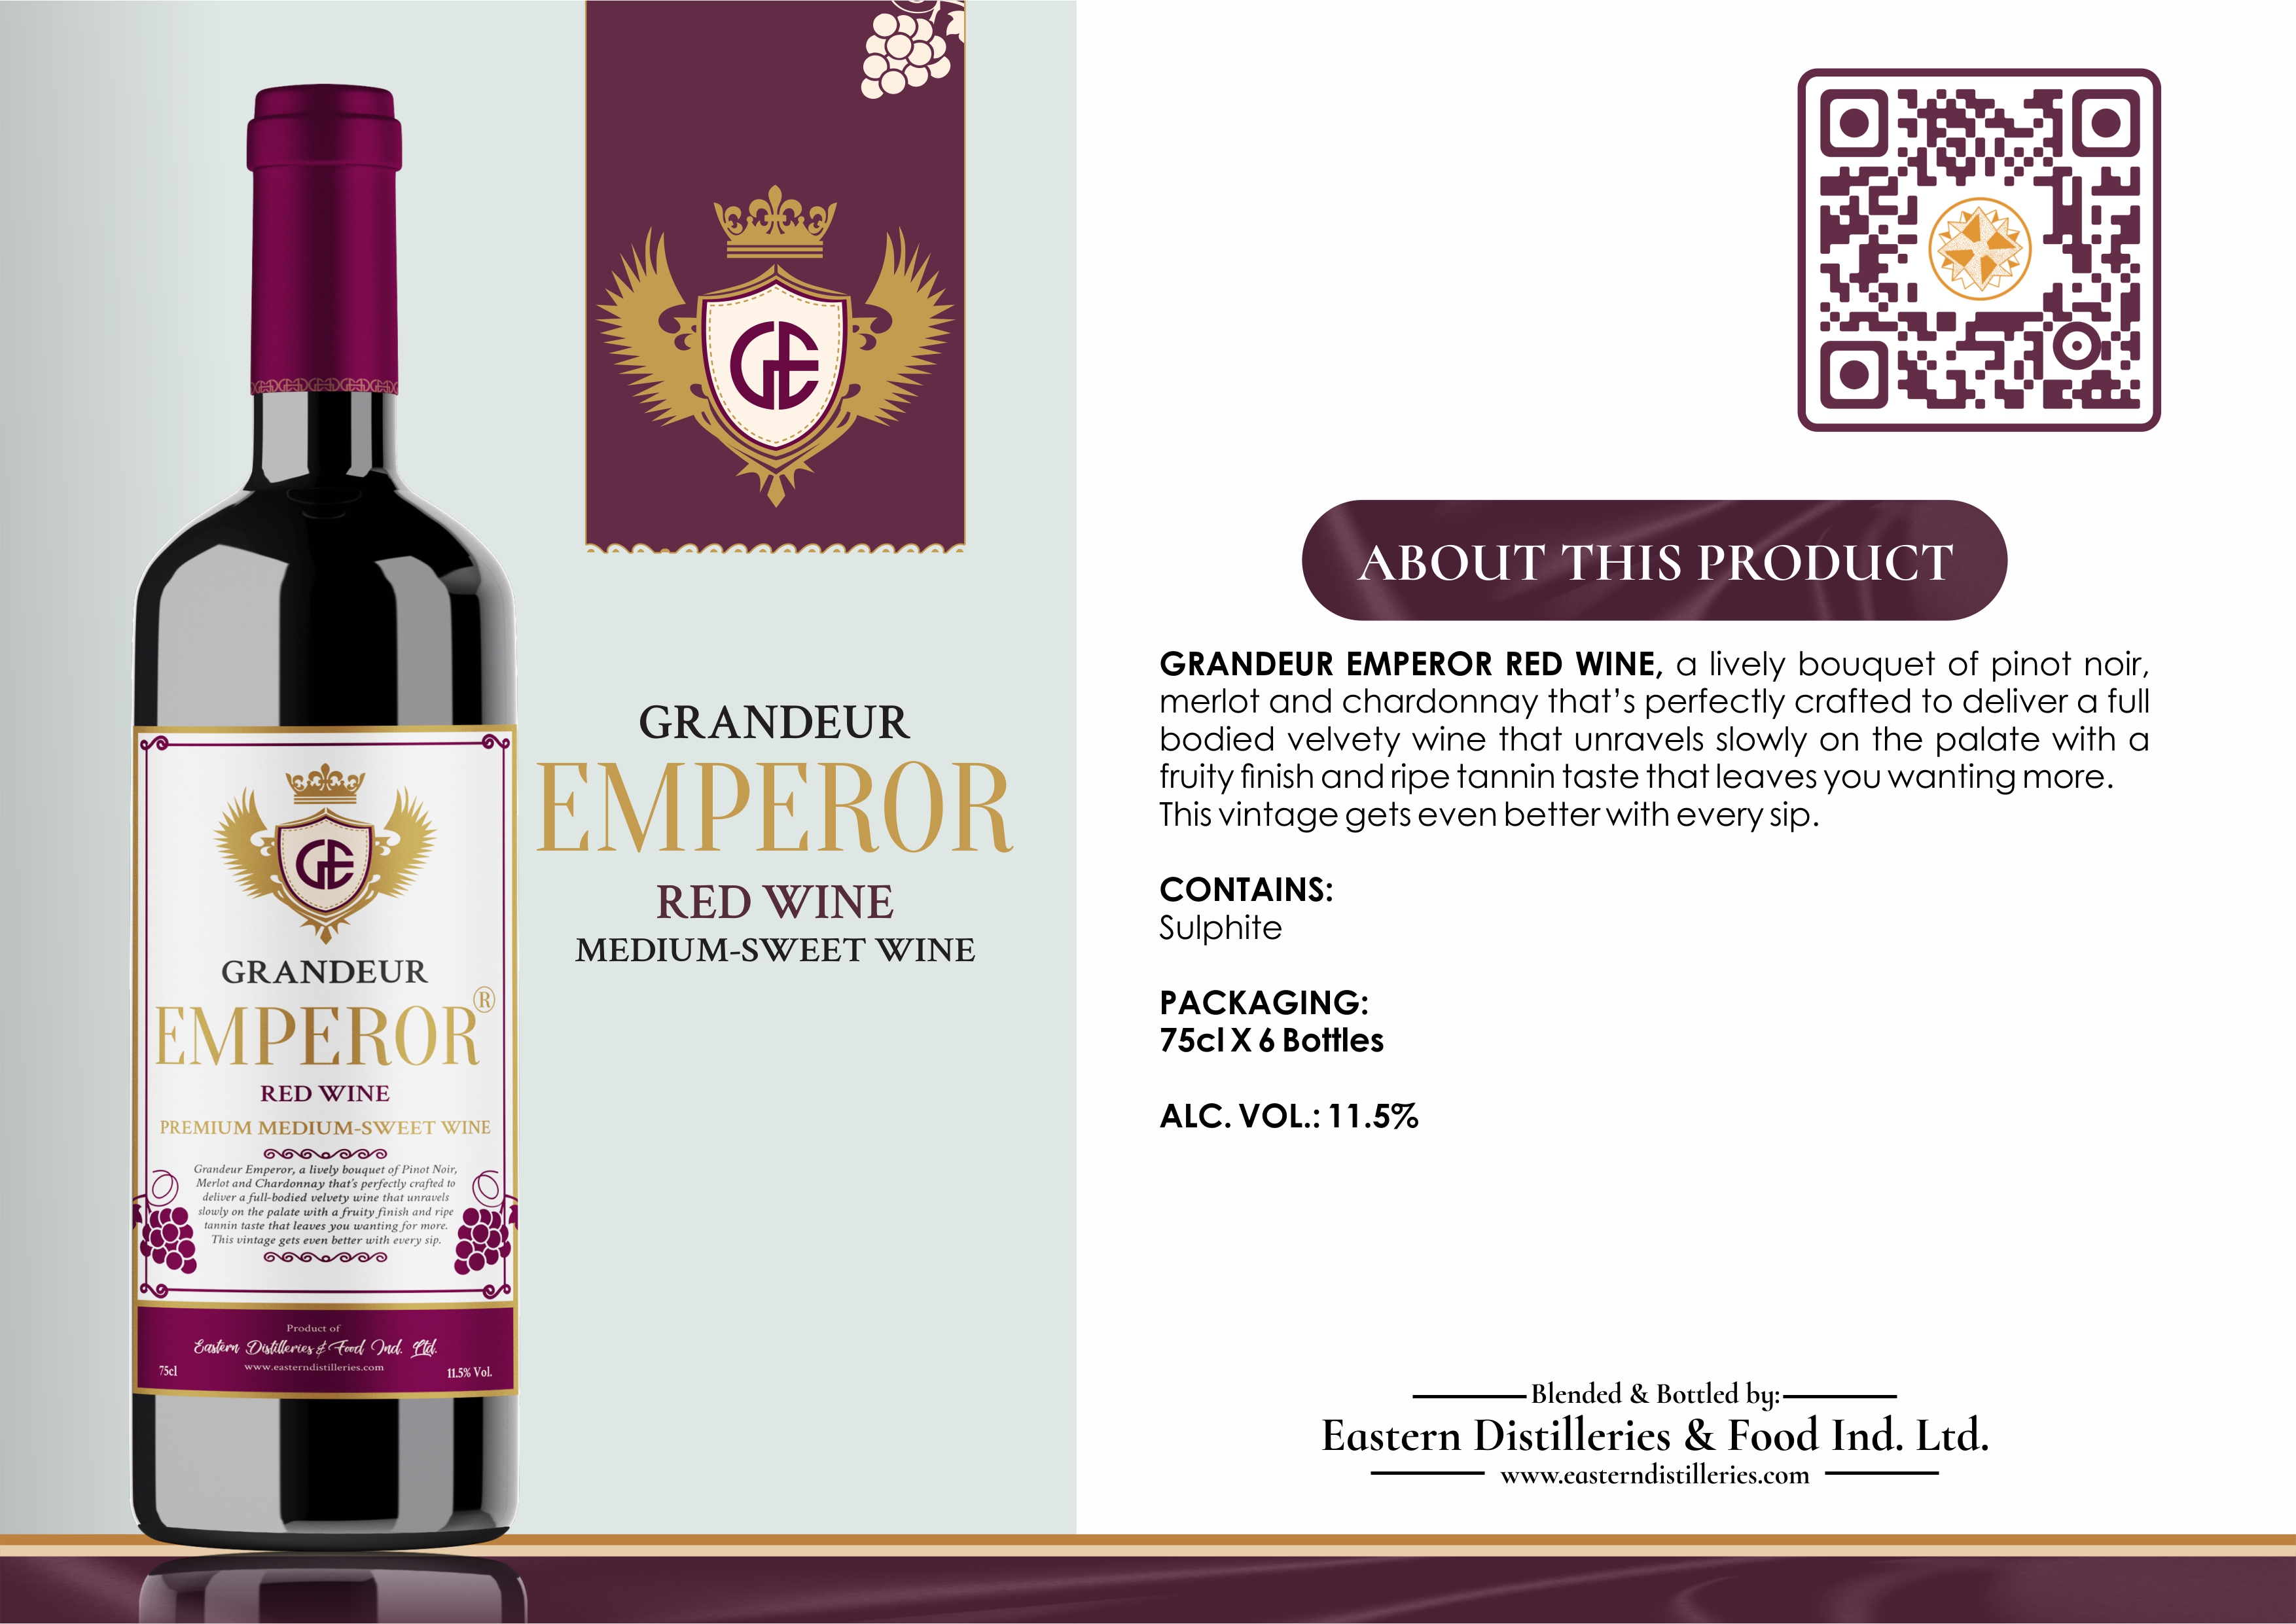 GE
GRANDEUR
EMPEROR
RED WINE
MEDIUM-SWEET WINE
GE
GRANDEUR
EMPEROR®
RED WINE
PREMIUM MEDIUM-SWEET WINE
Grandeur Emperor, a lively bouquet of Pinot Noir,
Merlot and Chardonnay that's perfectly crafted to
deliver a full-bodied velvety wine that unravels
slowly on the palate with a fruity finish and ripe
tannin taste that leaves you wanting for more.
This vintage gets even better with every sip.
Product of
Eastern Distilleries & Food Ind. Ltd.
www.easterndistilleries.com
75cl 11.5% Vol.
ABOUT THIS PRODUCT
GRANDEUR EMPEROR RED WINE, a lively bouquet of pinot noir,
merlot and chardonnay that’s perfectly crafted to deliver a full
bodied velvety wine that unravels slowly on the palate with a
fruity finish and ripe tannin taste that leaves you wanting more.
This vintage gets even better with every sip.
CONTAINS:
Sulphite
PACKAGING:
75cl X 6 Bottles
ALC. VOL.: 11.5%
Blended & Bottled by:
Eastern Distilleries & Food Ind. Ltd.
www.easterndistilleries.com